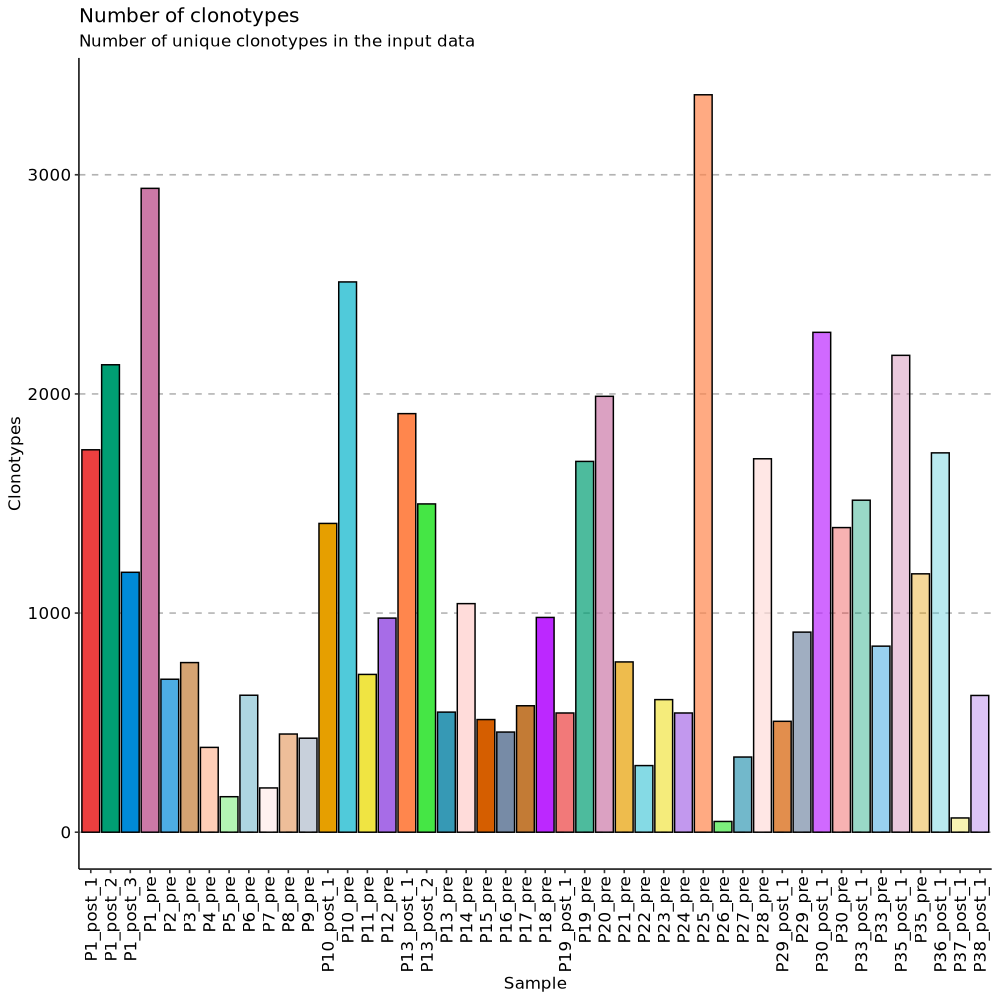 Number of clonotypes
Number of unique clonotypes in the input data
3000
2000
1000
0
Clonotypes
P1_post_1
P1_post_2
P1_post_3
P1_pre
P2_pre
P3_pre
P4_pre
P5_pre
P6_pre
P7_pre
P8_pre
P9_pre
P10_post_1
P10_pre
P11_pre
P12_pre
P13_post_1
P13_post_2
P13_pre
P14_pre
P15_pre
P16_pre
P17_pre
P18_pre
P19_post_1
P19_pre
P20_pre
P21_pre
P22_pre
P23_pre
P24_pre
P25_pre
P26_pre
P27_pre
P28_pre
P29_post_1
P29_pre
P30_post_1
P30_pre
P33_post_1
P33_pre
P35_post_1
P35_pre
P36_post_1
P37_post_1
P38_post_1
Sample